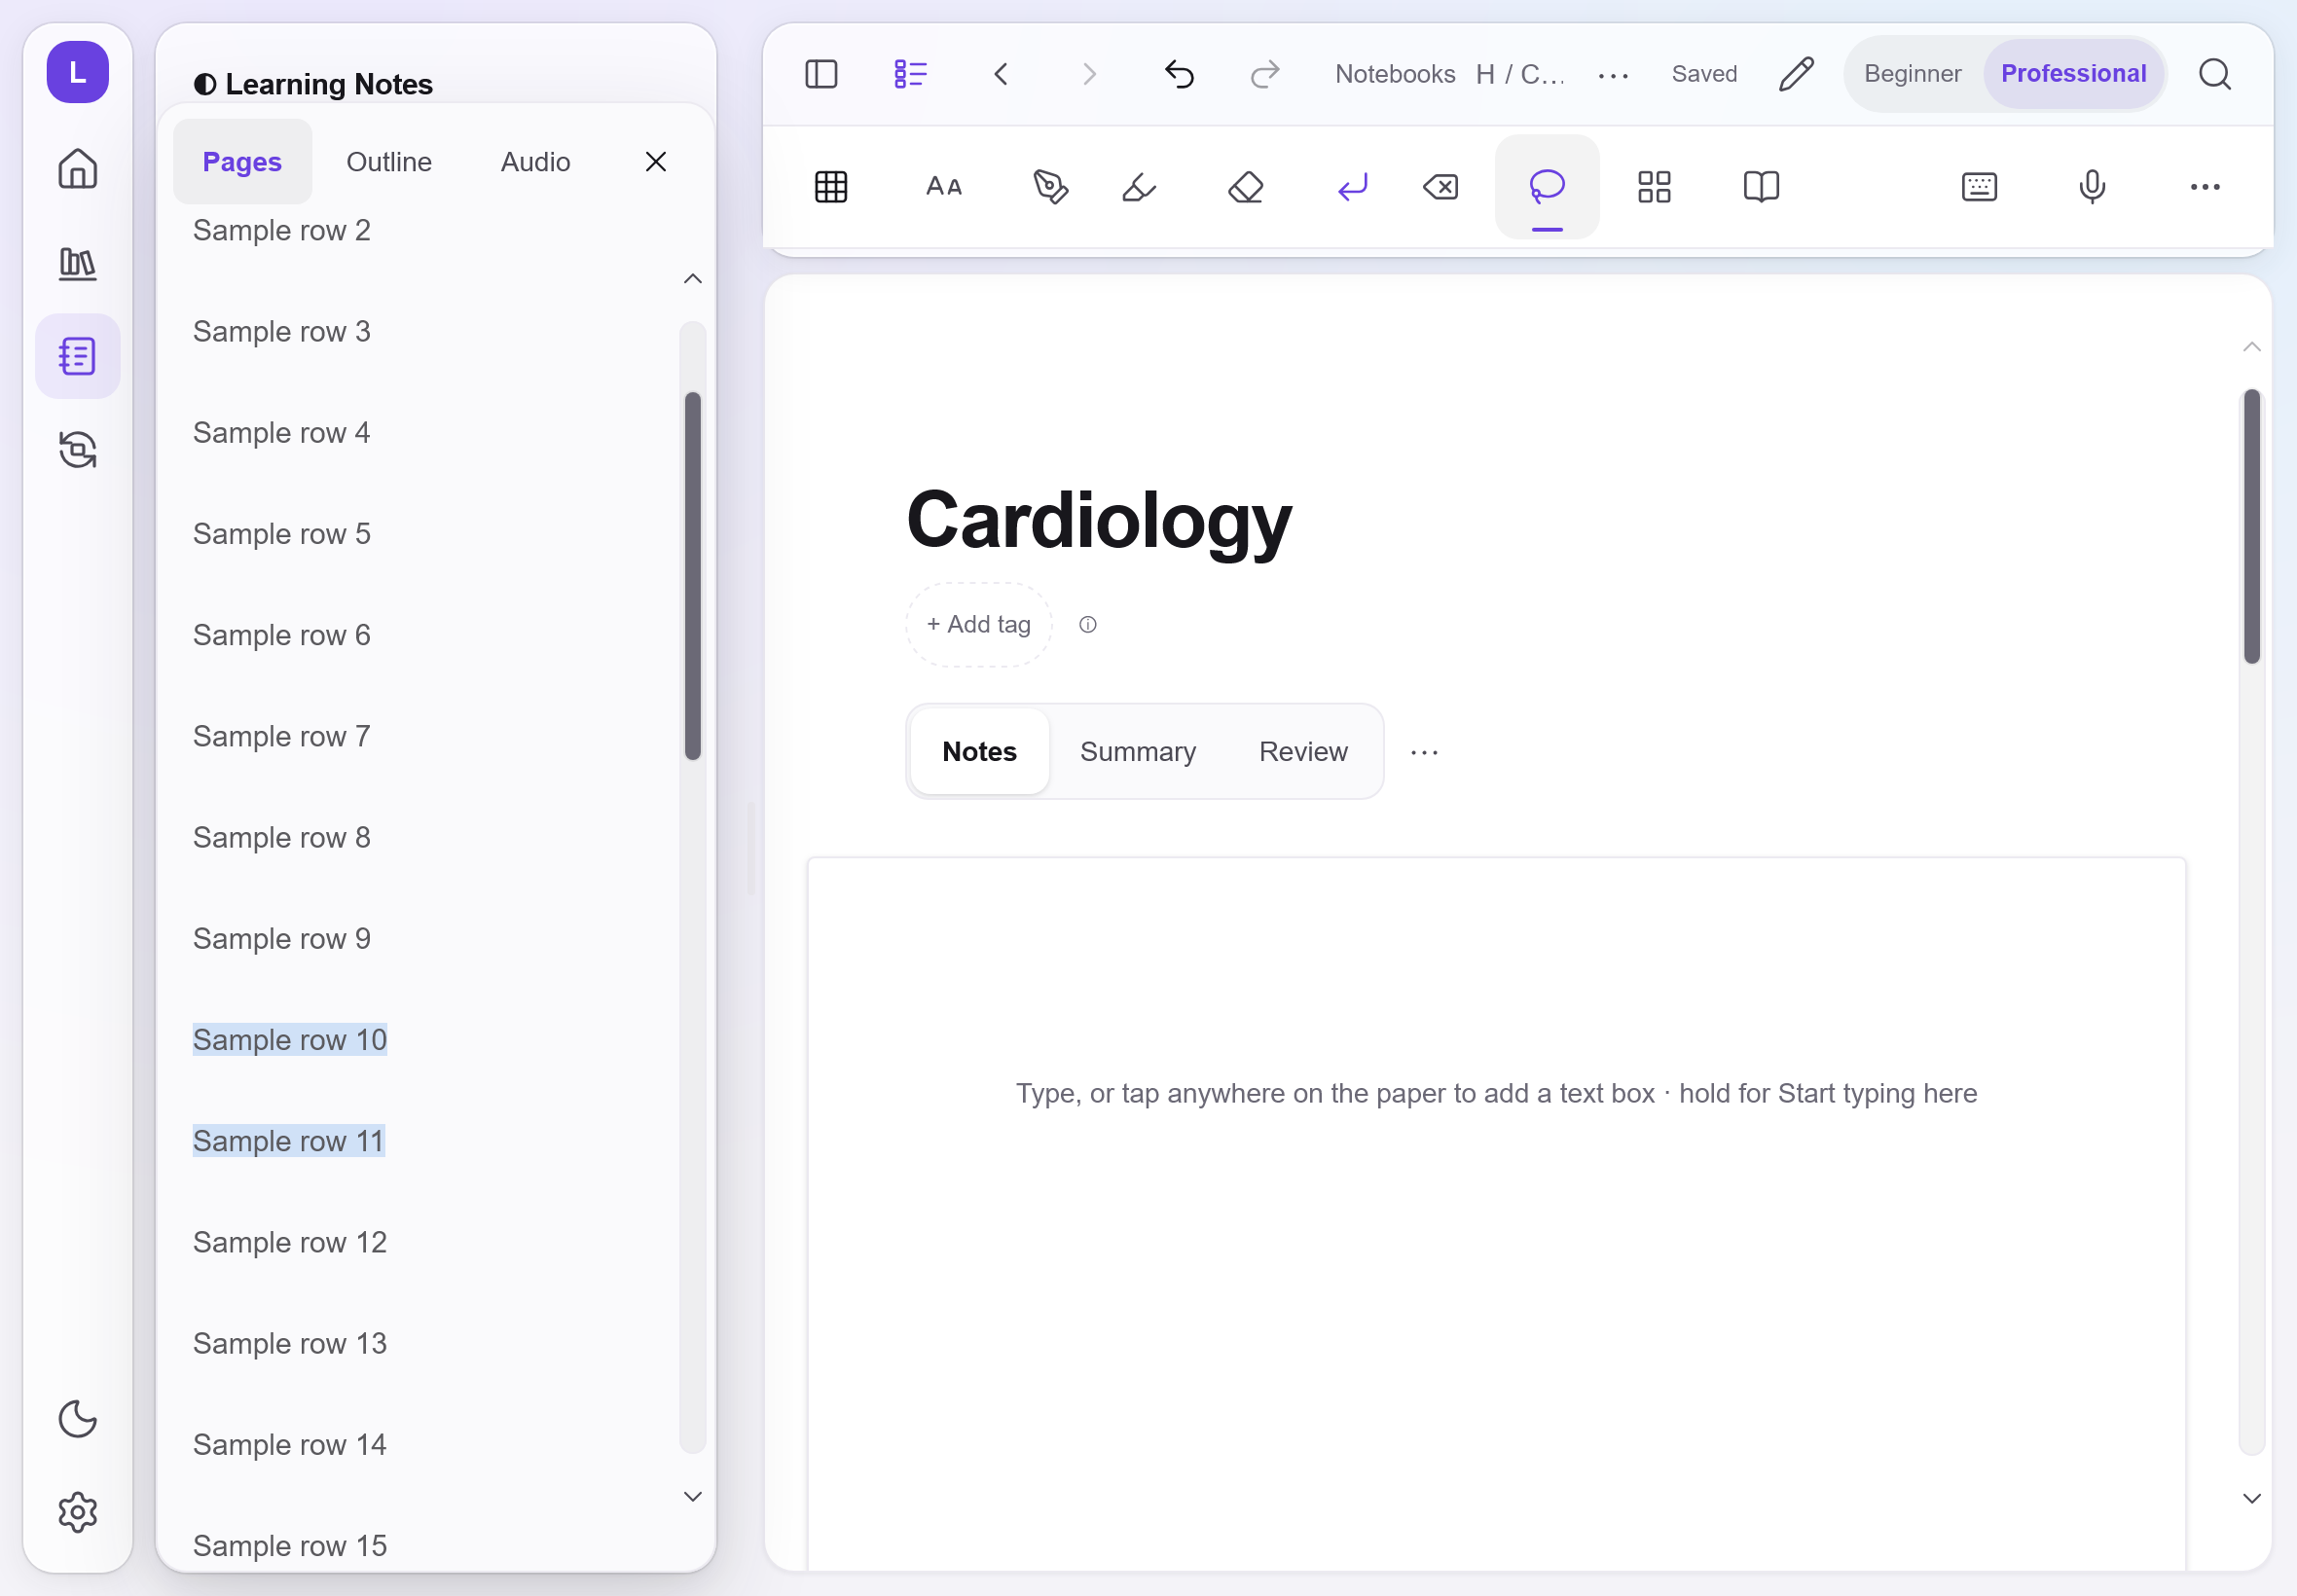 L
Learning Notes
Pages Outline Audio
Sample row 2
Sample row 3
Sample row 4
Sample row 5
Sample row 6
Sample row 7
Sample row 8
Sample row 9
Sample row 10
Sample row 11
Sample row 12
Sample row 13
Sample row 14
Sample row 15
Notebooks H / C... Saved Beginner Professional
AA
Cardiology
+ Add tag
Notes Summary Review
Type, or tap anywhere on the paper to add a text box · hold for Start typing here